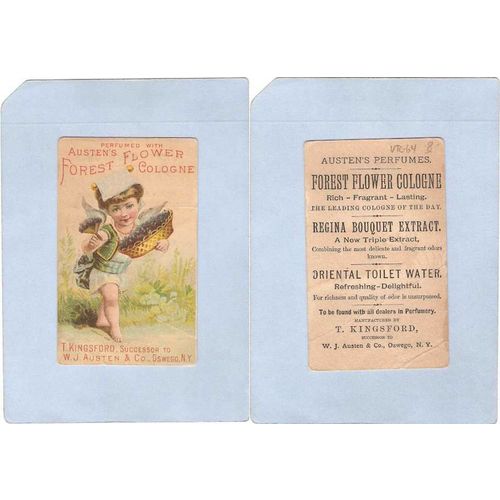 PERFUMED WITH
AUSTEN'S FLOWER
FOREST COLOGNE
T. KINGSFORD, SUCCESSOR TO
W. J. AUSTEN & CO., OSWEGO, N.Y.
VTC-64 8-
AUSTEN'S PERFUMES.
FOREST FLOWER COLOGNE
Rich - Fragrant - Lasting.
THE LEADING COLOGNE OF THE DAY.
REGINA BOUQUET EXTRACT.
A New Triple Extract,
Combining the most delicate and fragrant odors
known.
ORIENTAL TOILET WATER.
Refreshing - Delightful.
For richness and quality of odor is unsurpassed.
To be found with all dealers in Perfumery.
MANUFACTURED BY
T. KINGSFORD,
SUCCESSOR TO
W. J. Austen & Co., Oswego, N. Y.